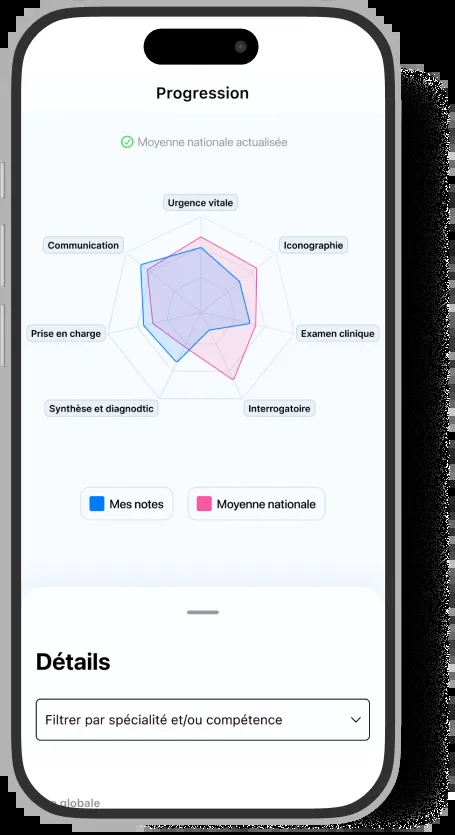 Progression
Moyenne nationale actualisée
Urgence vitale
Communication
Iconographie
Prise en charge
Examen clinique
Synthèse et diagnodtic
Interrogatoire
Mes notes
Moyenne nationale
Détails
Filtrer par spécialité et/ou compétence
globale